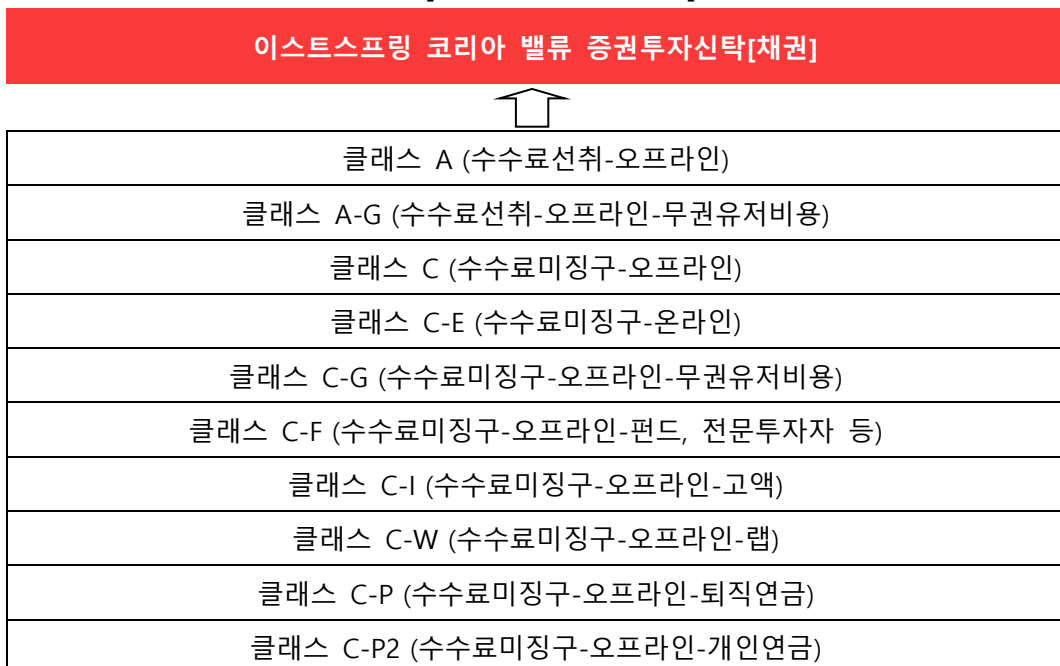 이스트스프링 코리아 밸류 증권투자신탁[채권]
클래스 A (수수료선취-오프라인)
클래스 A-G (수수료선취-오프라인-무권유저비용)
클래스 C (수수료미징구-오프라인)
클래스 C-E (수수료미징구-온라인)
클래스 C-G (수수료미징구-오프라인-무권유저비용)
클래스 C-F (수수료미징구-오프라인-펀드, 전문투자자 등)
클래스 C-I (수수료미징구-오프라인-고액)
클래스 C-W (수수료미징구-오프라인-랩)
클래스 C-P (수수료미징구-오프라인-퇴직연금)
클래스 C-P2 (수수료미징구-오프라인-개인연금)